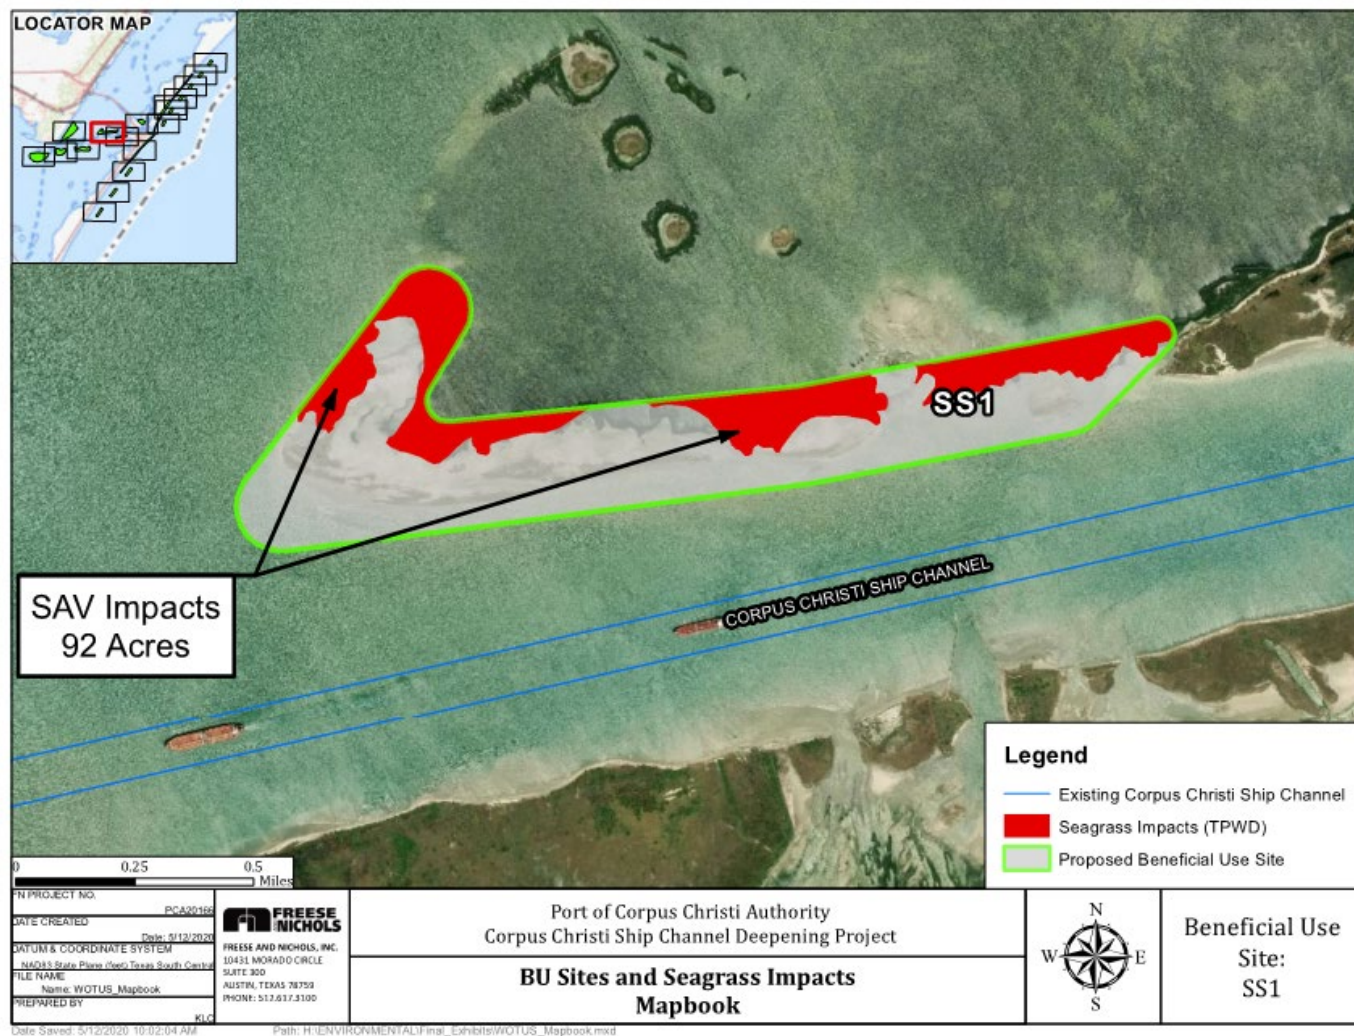 LOCATOR MAP
SS1
SAV Impacts
92 Acres
CORPUS CHRISTI SHIP CHANNEL
Legend
Existing Corpus Christi Ship Channel
Seagrass Impacts (TPWD)
Proposed Beneficial Use Site
0 0.25 0.5
Miles
FN PROJECT NO.
PCA20166
DATE CREATED
Date: 5/12/2020
DATUM & COORDINATE SYSTEM
NAD83 State Plane (feet) Texas South Central
FILE NAME
Name: WOTUS_Mapbook
PREPARED BY
KLC
FREESE
NICHOLS
FREESE AND NICHOLS, INC.
10431 MORADO CIRCLE
SUITE 300
AUSTIN, TEXAS 78759
PHONE: 512.617.3100
Port of Corpus Christi Authority
Corpus Christi Ship Channel Deepening Project
BU Sites and Seagrass Impacts
Mapbook
N
W E
S
Beneficial Use
Site:
SS1
Date Saved: 5/12/2020 10:02:04 AM Path: H:\ENVIRONMENTAL\Final_Exhibits\WOTUS_Mapbook.mxd